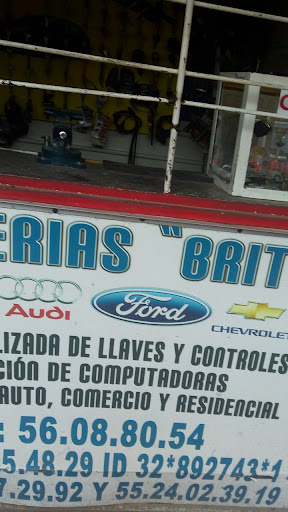 ERIAS "BRIT
Audi
Ford
CHEVROLET
LIZADA DE LLAVES Y CONTROLES
CIÓN DE COMPUTADORAS
AUTO, COMERCIO Y RESIDENCIAL
: 56.08.80.54
5.48.29 ID 32*892743*1
7.29.92 Y 55.24.02.39.19